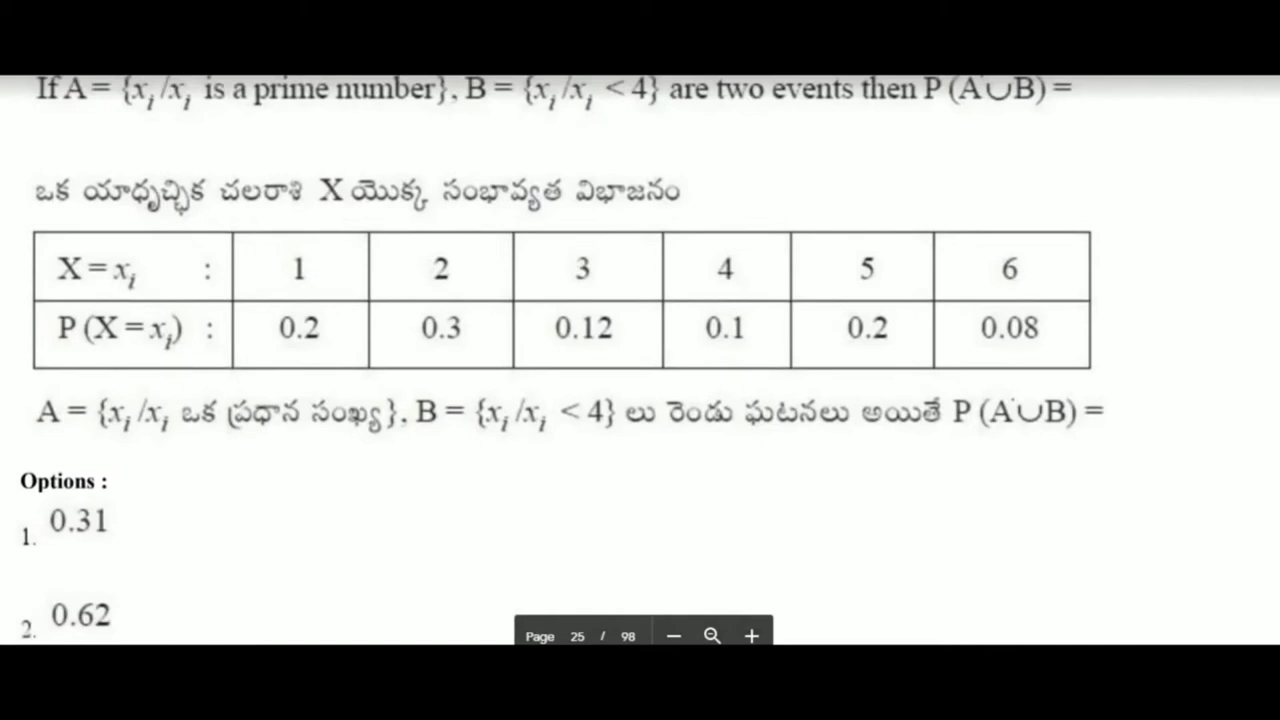 If A = {xᵢ /xᵢ is a prime number}, B = {xᵢ /xᵢ < 4} are two events then P (A∪B) =
ఒక యాధృచ్ఛిక చలరాశి X యొక్క సంభావ్యత విభాజనం
X = xᵢ : 1 2 3 4 5 6
P (X = xᵢ) : 0.2 0.3 0.12 0.1 0.2 0.08
A = {xᵢ /xᵢ ఒక ప్రధాన సంఖ్య}, B = {xᵢ /xᵢ < 4} లు రెండు ఘటనలు అయితే P (A∪B) =
Options :
1. 0.31
2. 0.62
Page 25 / 98